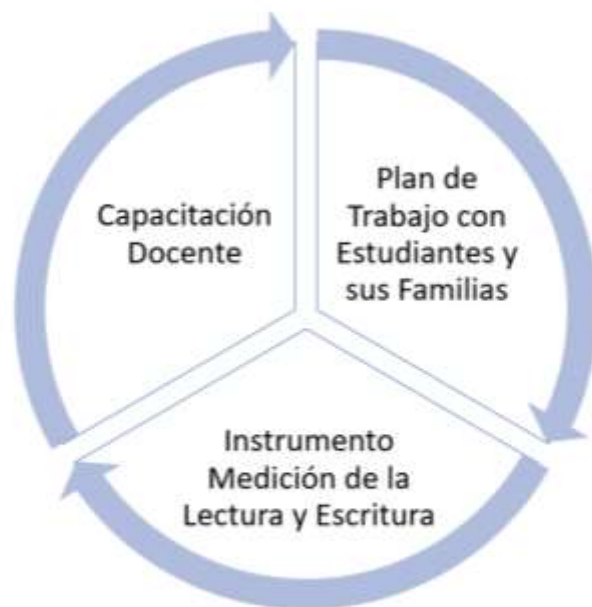 Capacitación
Docente
Plan de
Trabajo con
Estudiantes y
sus Familias
Instrumento
Medición de la
Lectura y Escritura